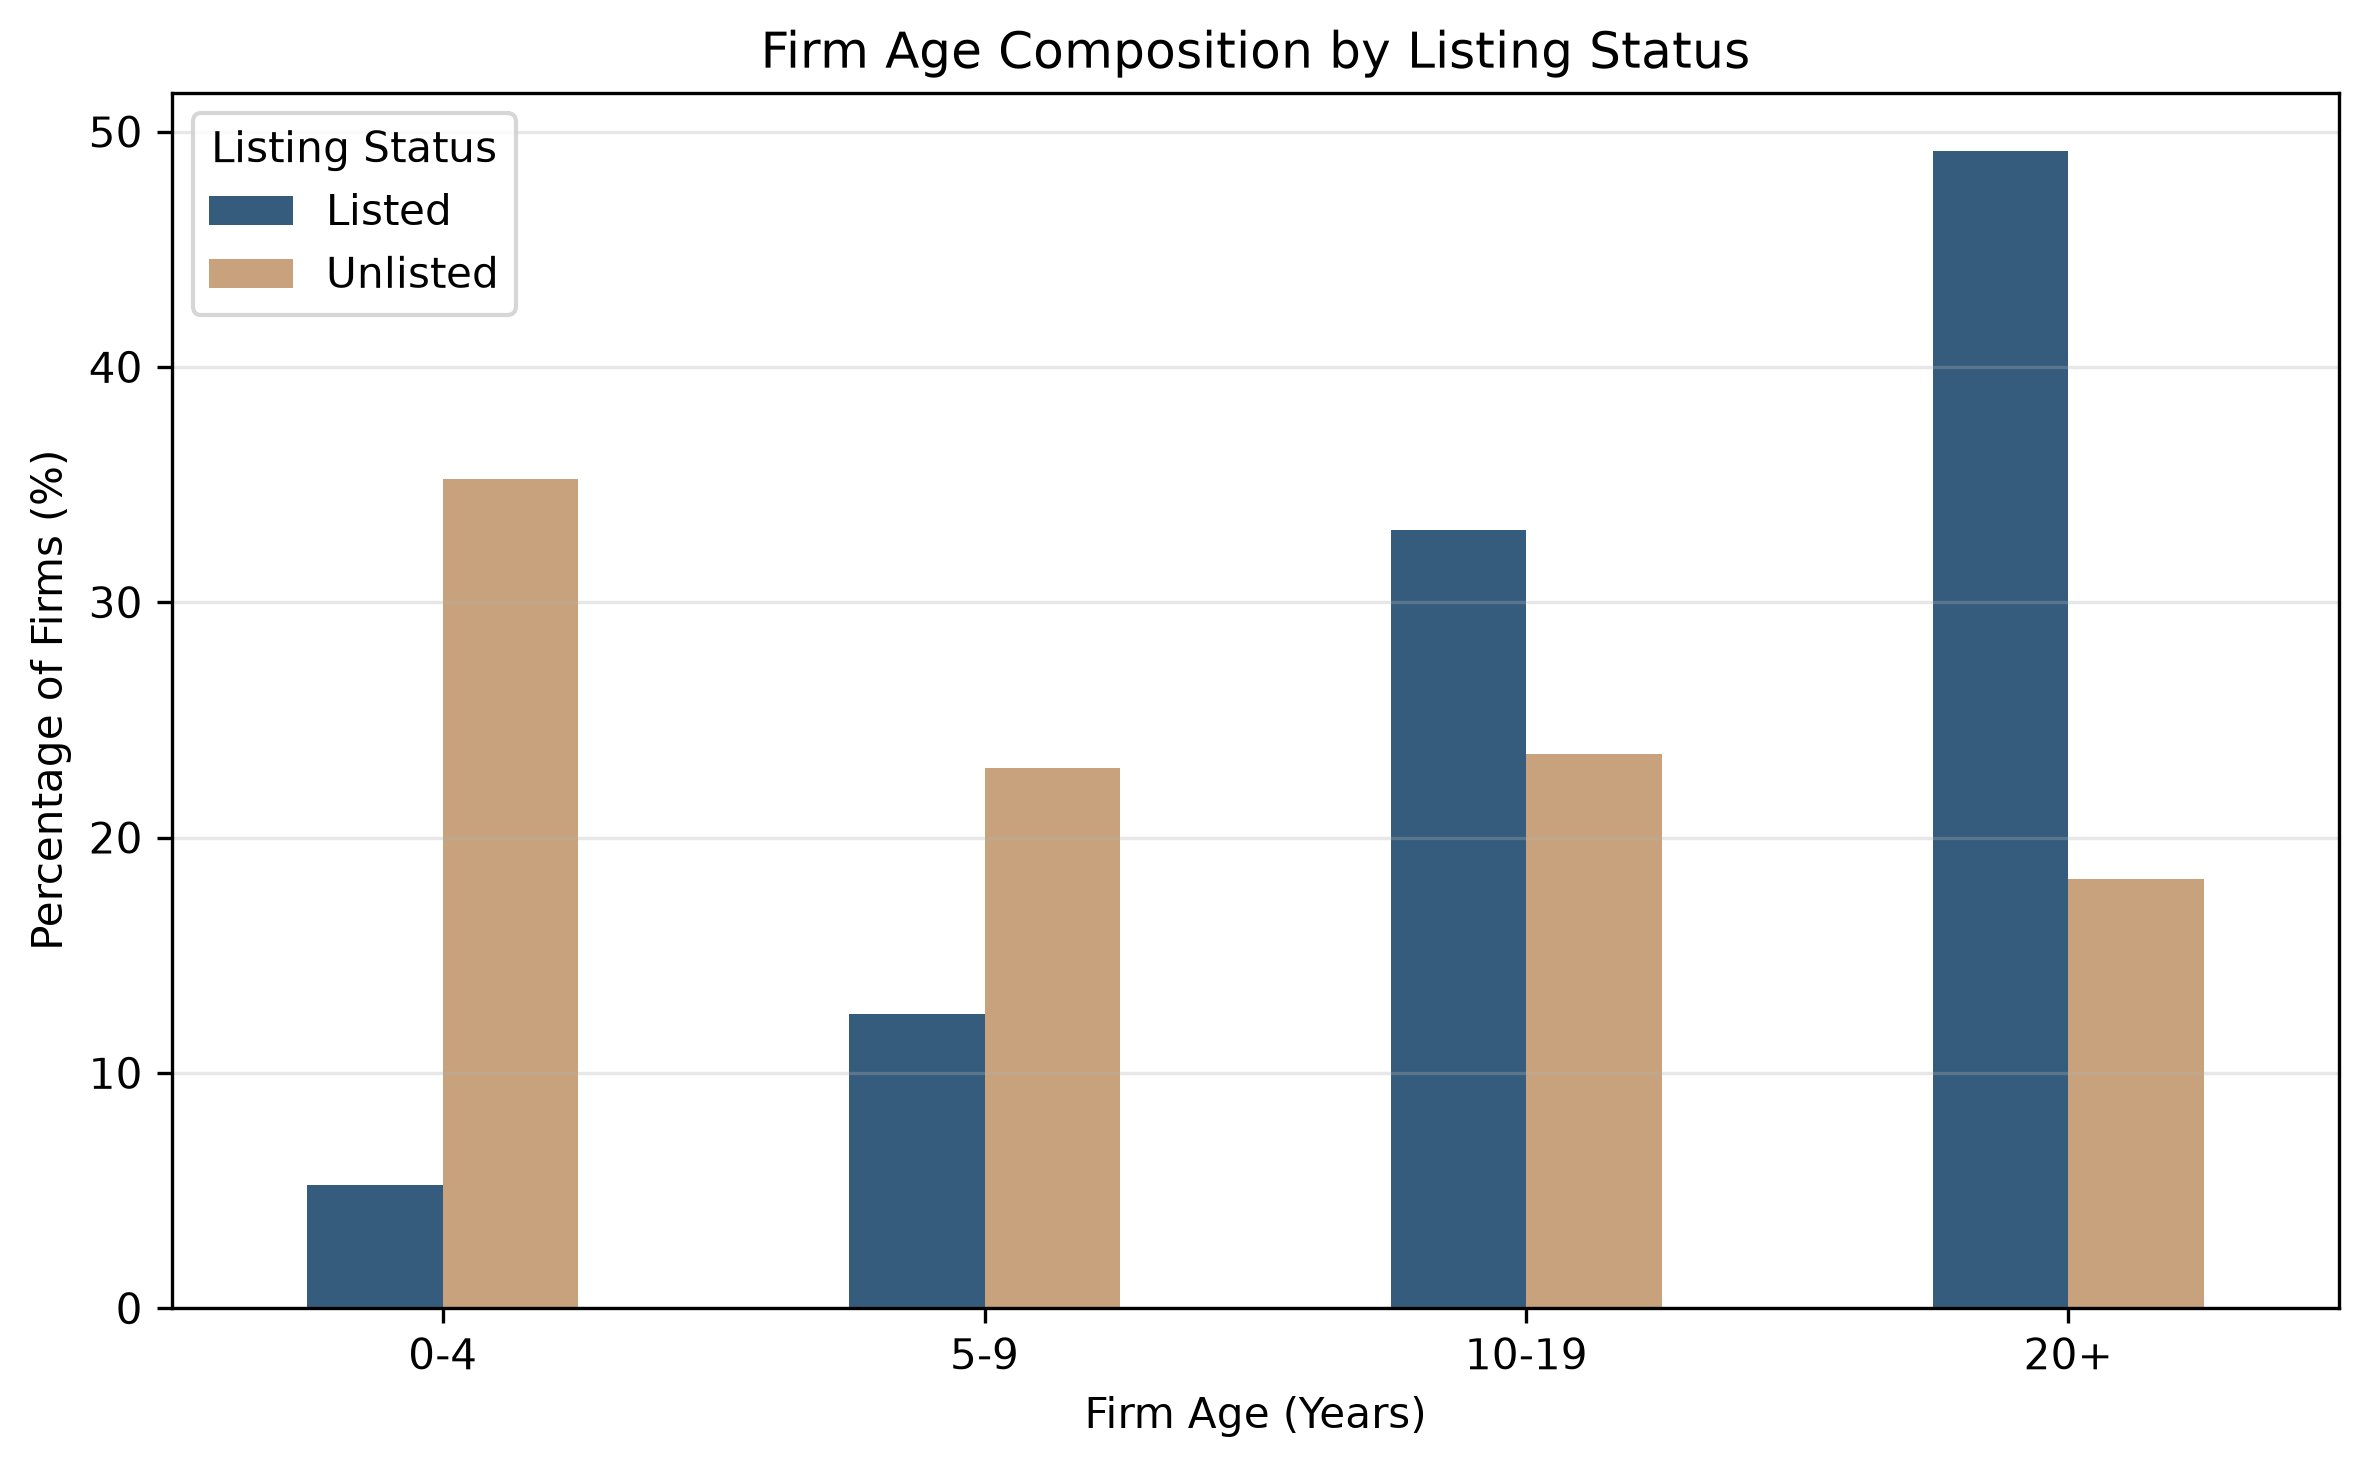 Firm Age Composition by Listing Status
Listing Status
Listed
Unlisted
Percentage of Firms (%)
50
40
30
20
10
0
0-4
5-9
10-19
20+
Firm Age (Years)